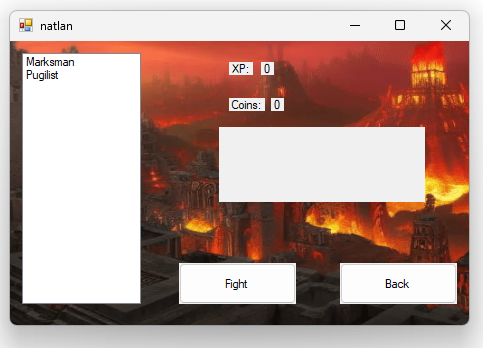 natlan
Marksman
Pugilist
XP: 0
Coins: 0
Fight
Back